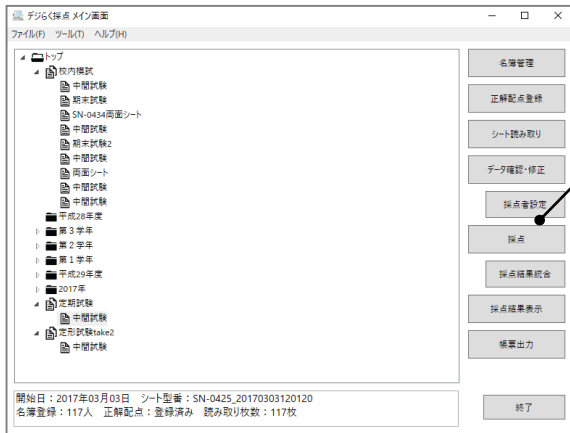 デジらく採点 メイン画面
ファイル(F) ツール(T) ヘルプ(H)
トップ
校内模試
中間試験
期末試験
SN-0434両面シート
中間試験
期末試験2
中間試験
両面シート
中間試験
中間試験
平成28年度
第３学年
第２学年
第１学年
平成29年度
2017年
定期試験
中間試験
定形試験take2
中間試験
名簿管理
正解配点登録
シート読み取り
データ確認・修正
採点者設定
採点
採点結果統合
採点結果表示
帳票出力
開始日：2017年03月03日 シート型番：SN-0425_20170303120120
名簿登録：117人 正解配点：登録済み 読み取り枚数：117枚
終了